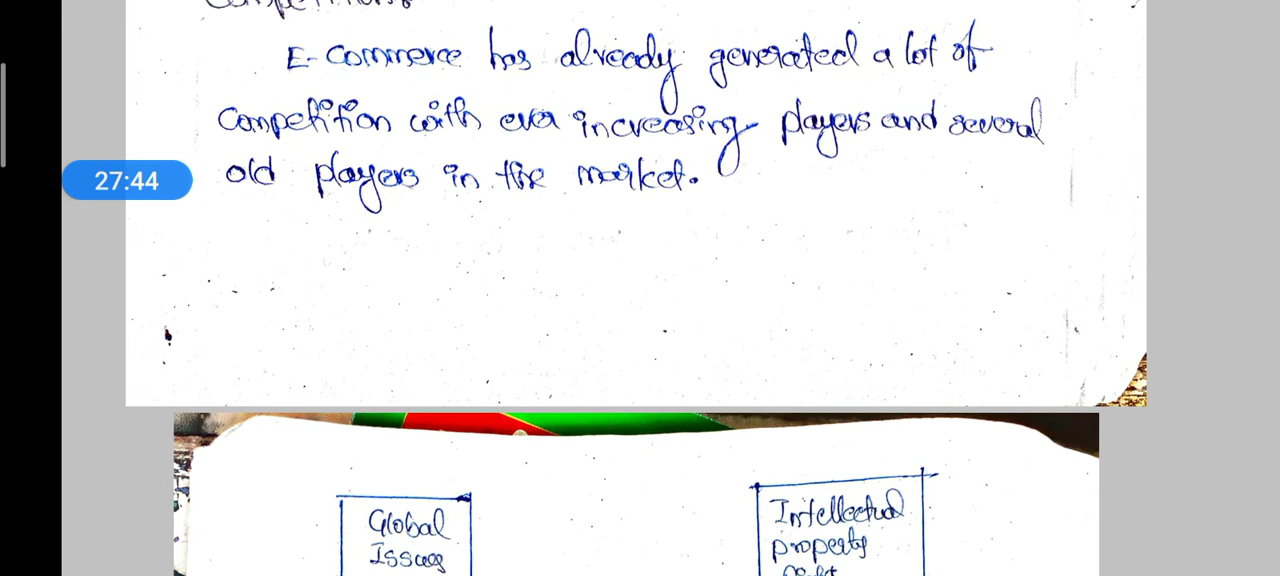 E-Commerce has already generated a lot of
Competition with ever increasing players and several
old players in the market.
27:44
Global
Issues
Intellectual
property